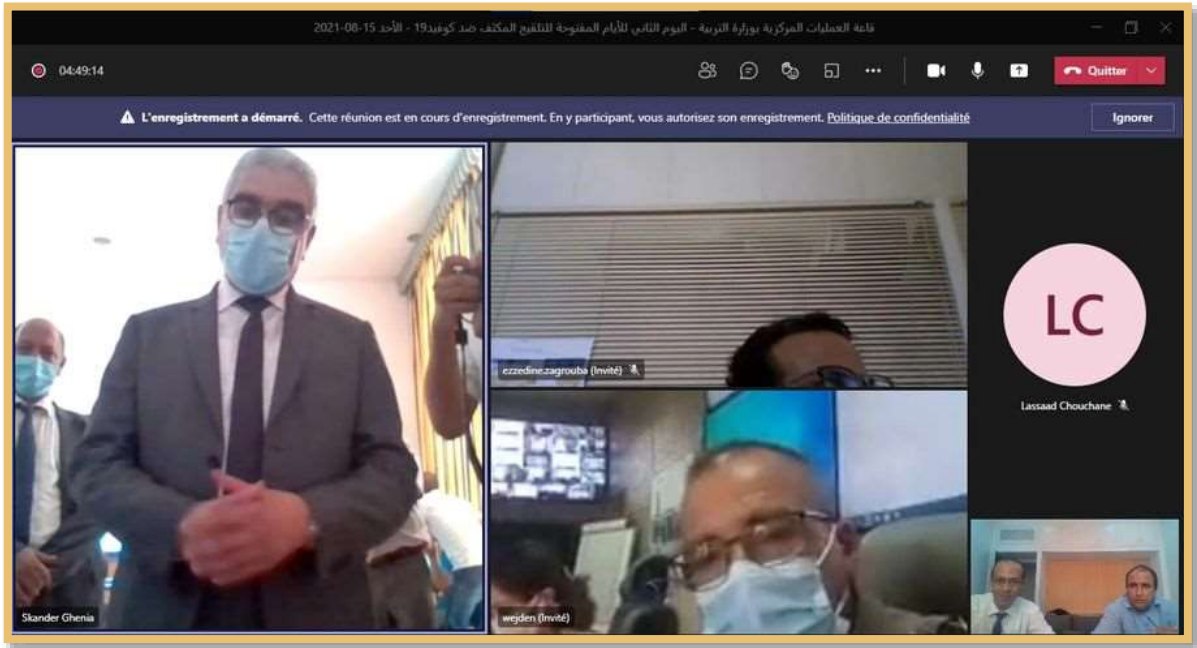 قاعة العمليات المركزية بوزارة التربية - اليوم الثاني للأيام المفتوحة للتلقيح المكثف ضد كوفيد19 - الأحد 15-08-2021
04:49:14
Quitter
L'enregistrement a démarré. Cette réunion est en cours d'enregistrement. En y participant, vous autorisez son enregistrement. Politique de confidentialité
Ignorer
ezzedine.zagrouba (Invité)
LC
Lassaad Chouchane
Skander Ghenia
wejden (Invité)